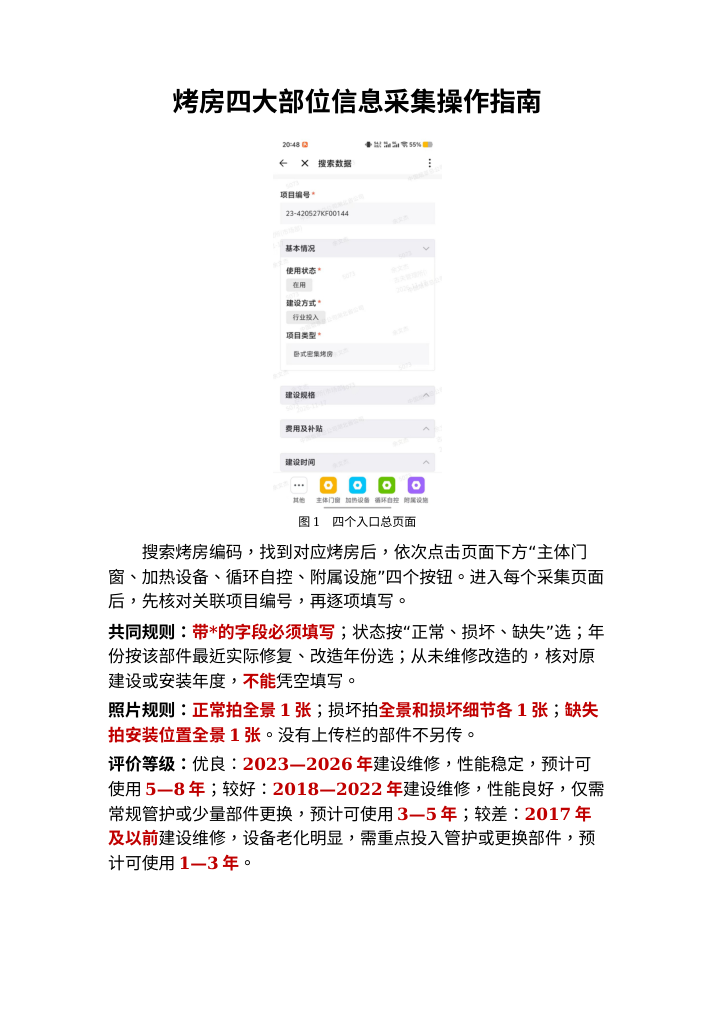 烤房四大部位信息采集操作指南
20:48 55%
搜索数据
项目编号*
23-420527KF00144
基本情况
使用状态*
在用
建设方式*
行业投入
项目类型*
卧式密集烤房
建设规格
费用及补贴
建设时间
其他 主体门窗 加热设备 循环自控 附属设施
图 1 四个入口总页面
搜索烤房编码，找到对应烤房后，依次点击页面下方“主体门
窗、加热设备、循环自控、附属设施”四个按钮。进入每个采集页面
后，先核对关联项目编号，再逐项填写。
共同规则：带*的字段必须填写；状态按“正常、损坏、缺失”选；年
份按该部件最近实际修复、改造年份选；从未维修改造的，核对原
建设或安装年度，不能凭空填写。
照片规则：正常拍全景 1 张；损坏拍全景和损坏细节各 1 张；缺失
拍安装位置全景 1 张。没有上传栏的部件不另传。
评价等级：优良：2023—2026 年建设维修，性能稳定，预计可
使用 5—8 年；较好：2018—2022 年建设维修，性能良好，仅需
常规管护或少量部件更换，预计可使用 3—5 年；较差：2017 年
及以前建设维修，设备老化明显，需重点投入管护或更换部件，预
计可使用 1—3 年。